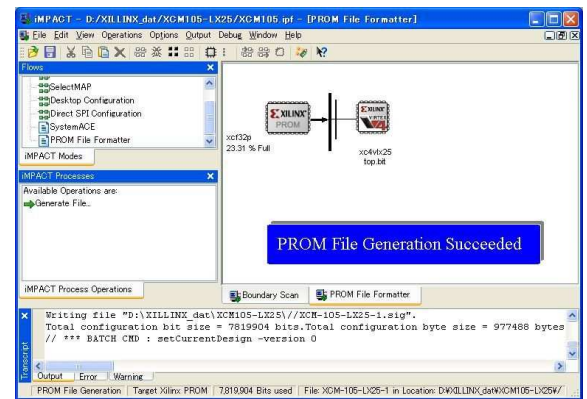 iMPACT - D:/XILLINX_dat/XCM105-LX25/XCM105.ipf - [PROM File Formatter]
File Edit View Operations Options Output Debug Window Help
Flows
SelectMAP
Desktop Configuration
Direct SPI Configuration
SystemACE
PROM File Formatter
iMPACT Modes
iMPACT Processes
Available Operations are:
Generate File...
iMPACT Process Operations
XILINX
PROM
xcf32p
23.31 % Full
XILINX
VIRTEX
xc4vlx25
top.bit
PROM File Generation Succeeded
Boundary Scan
PROM File Formatter
Writing file "D:\XILLINX_dat\XCM105-LX25\//XCM-105-LX25-1.sig".
Total configuration bit size = 7819904 bits.Total configuration byte size = 977488 bytes
// *** BATCH CMD : setCurrentDesign -version 0
Transcript
Output Error Warning
PROM File Generation Target Xilinx PROM 7,819,904 Bits used File: XCM-105-LX25-1 in Location: D:¥XILLINX_dat¥XCM105-LX25¥/